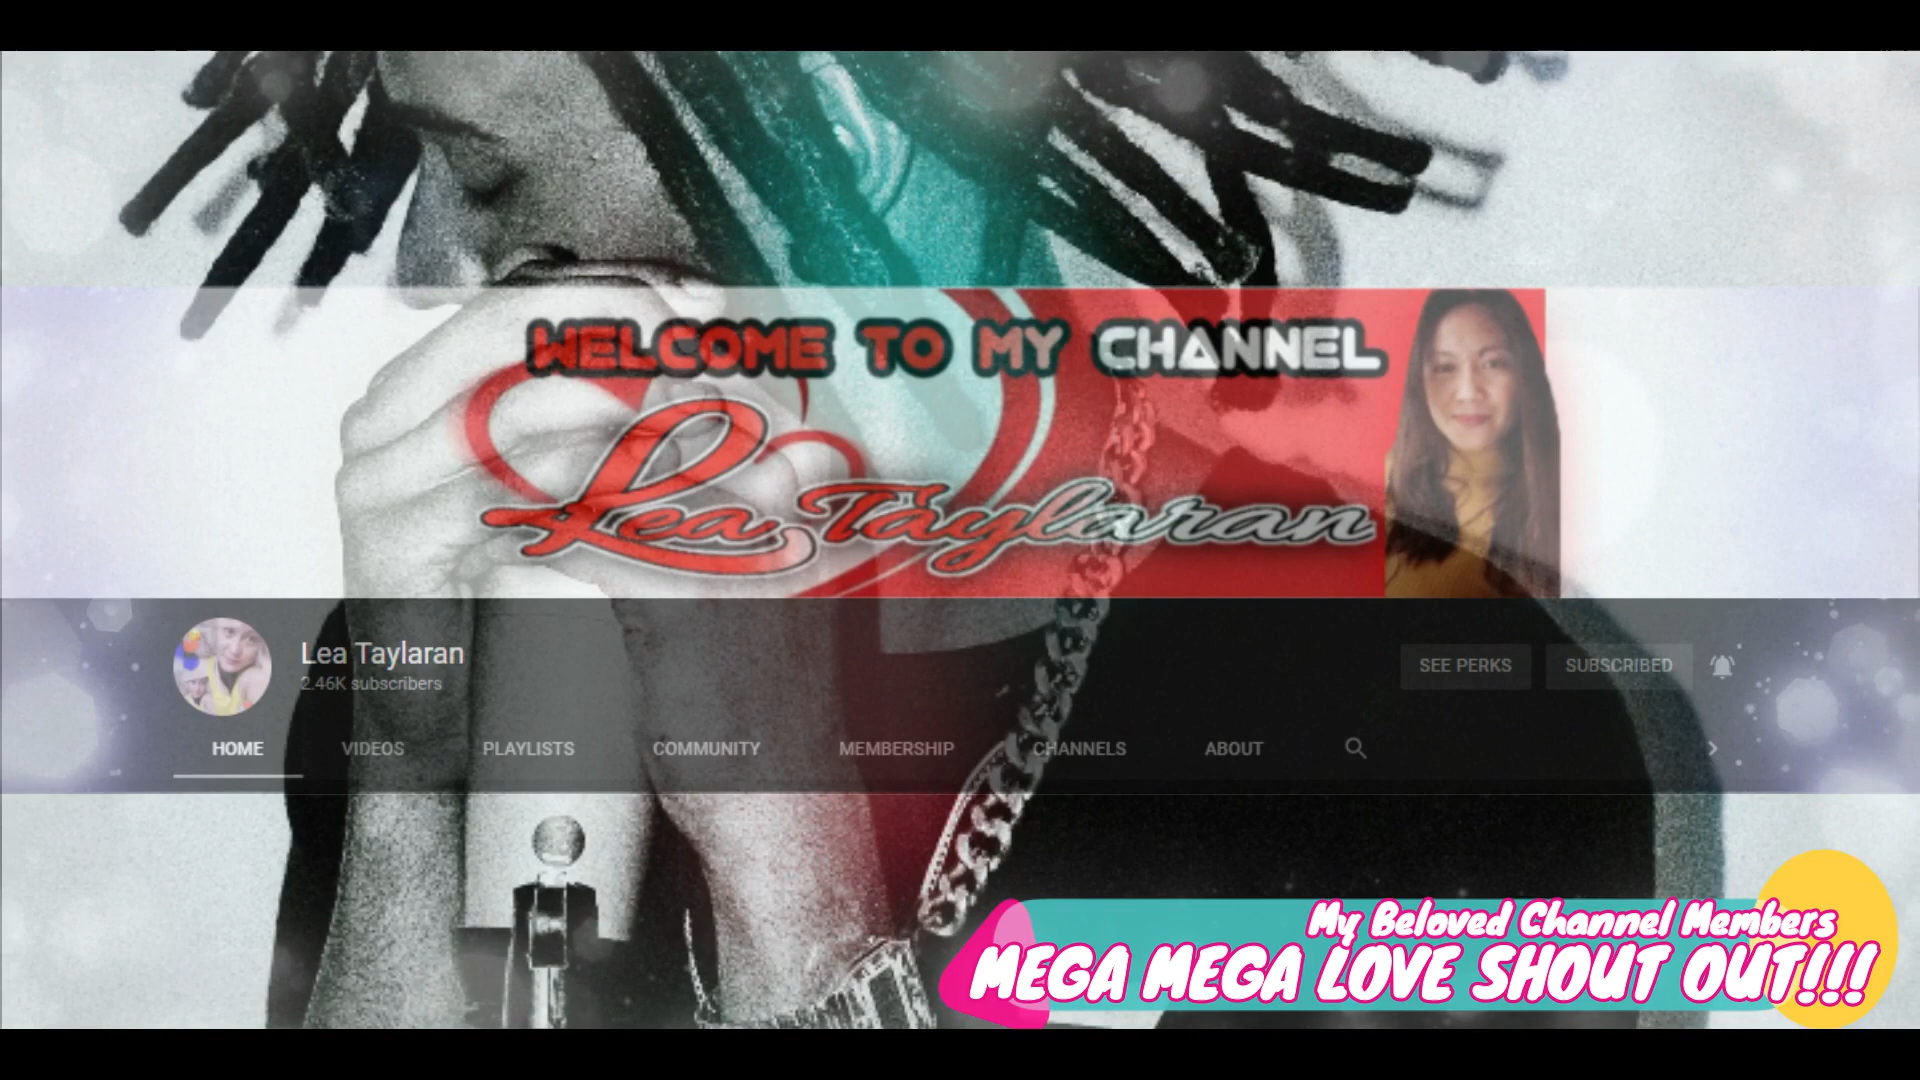 WELCOME TO MY CHANNEL
Lea Taylaran
Lea Taylaran
2.46K subscribers
SEE PERKS
SUBSCRIBED
HOME VIDEOS PLAYLISTS COMMUNITY MEMBERSHIP CHANNELS ABOUT
My Beloved Channel Members
MEGA MEGA LOVE SHOUT OUT!!!